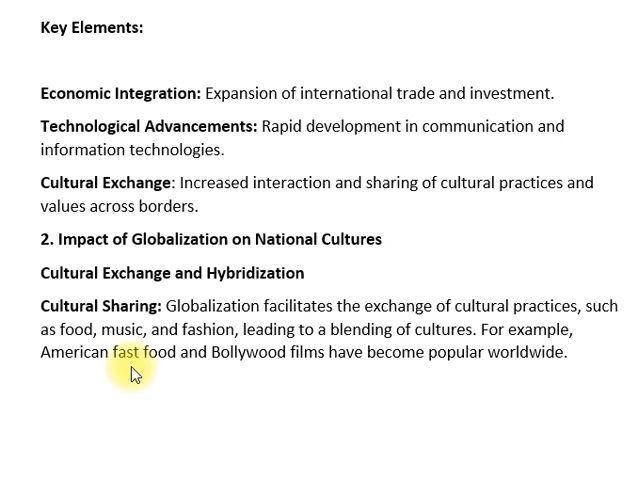 Key Elements:
Economic Integration: Expansion of international trade and investment.
Technological Advancements: Rapid development in communication and
information technologies.
Cultural Exchange: Increased interaction and sharing of cultural practices and
values across borders.
2. Impact of Globalization on National Cultures
Cultural Exchange and Hybridization
Cultural Sharing: Globalization facilitates the exchange of cultural practices, such
as food, music, and fashion, leading to a blending of cultures. For example,
American fast food and Bollywood films have become popular worldwide.